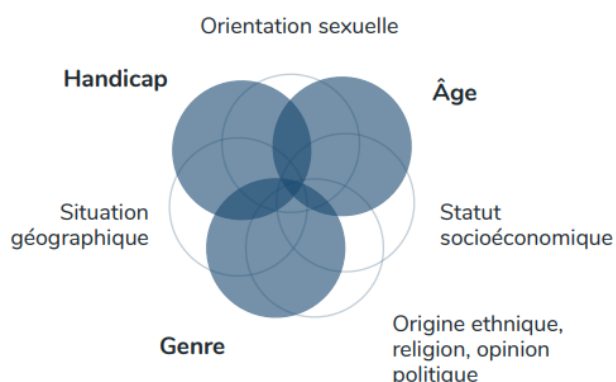 Orientation sexuelle
Handicap
Âge
Situation
géographique
Statut
socioéconomique
Genre
Origine ethnique,
religion, opinion
politique